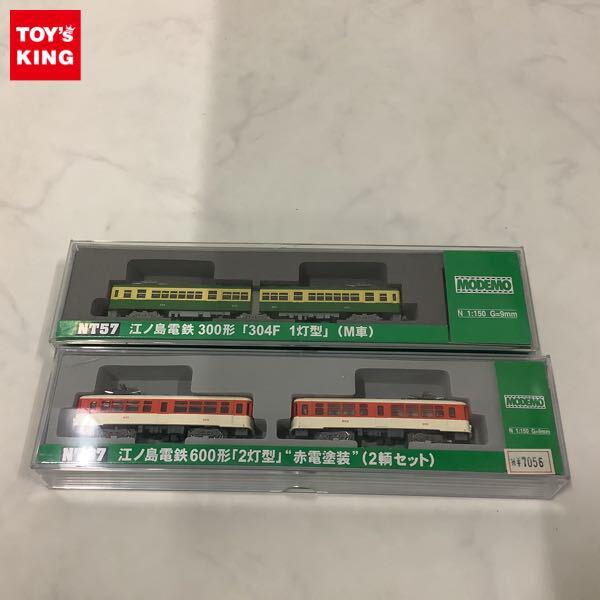 TOY's
KING
MODEMO
N 1:150 G=9mm
NT57 江ノ島電鉄300形「304F 1灯型」(M車)
MODEMO
N 1:150 G=9mm
江ノ島電鉄600形「2灯型」"赤電塗装"(2輌セット)
¥7056